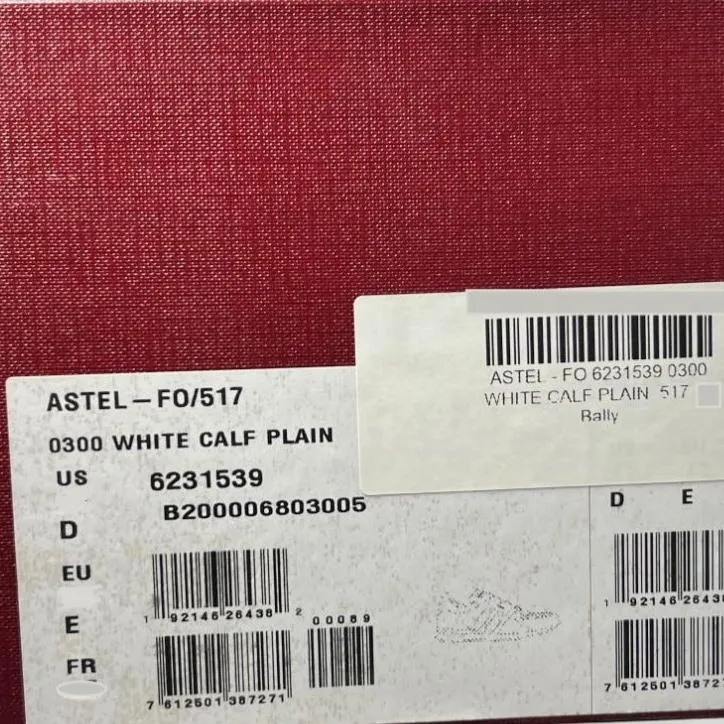 ASTEL - FO 6231539 0300
WHITE CALF PLAIN 517
Bally
ASTEL-FO/517
0300 WHITE CALF PLAIN
US 6231539
B200006803005
D
EU
E
FR
1 92146 26438 2
00089
7 612501 387271
D E
1 92146 2643
7 612501 3872